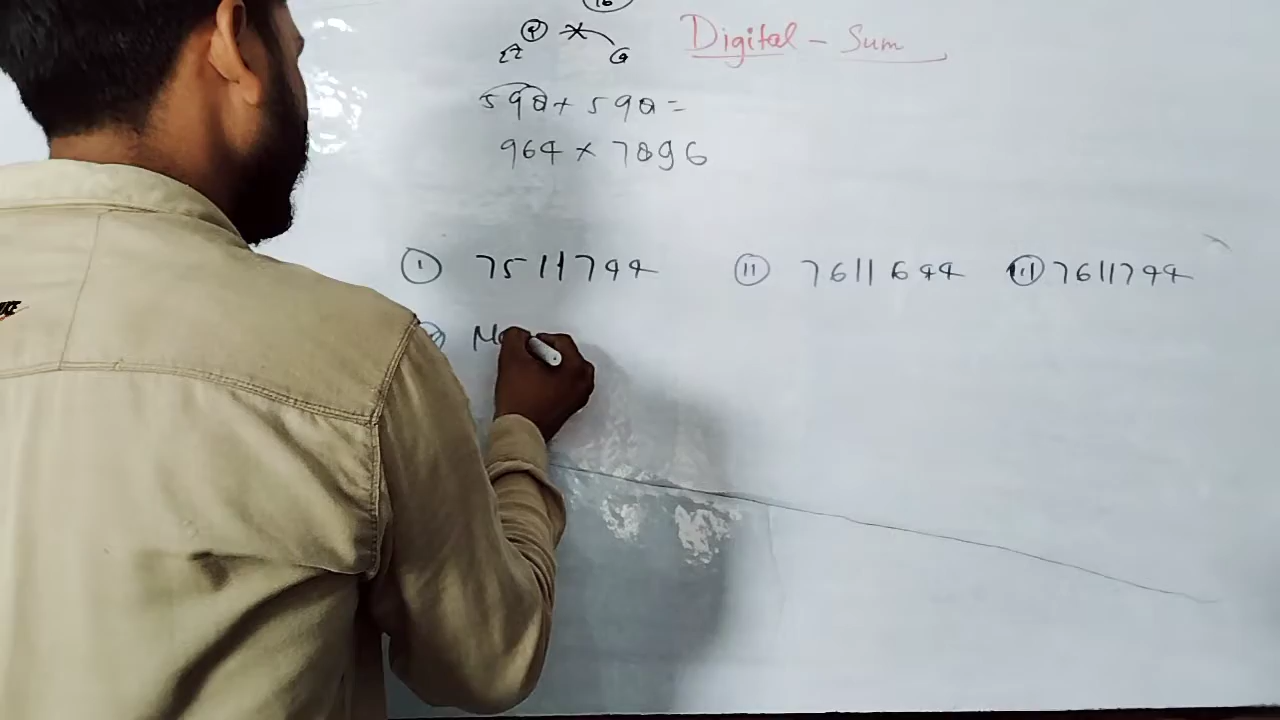 Digital - Sum
598 + 598 =
964 × 7896
I 7511744 II 7611644 III 7611744